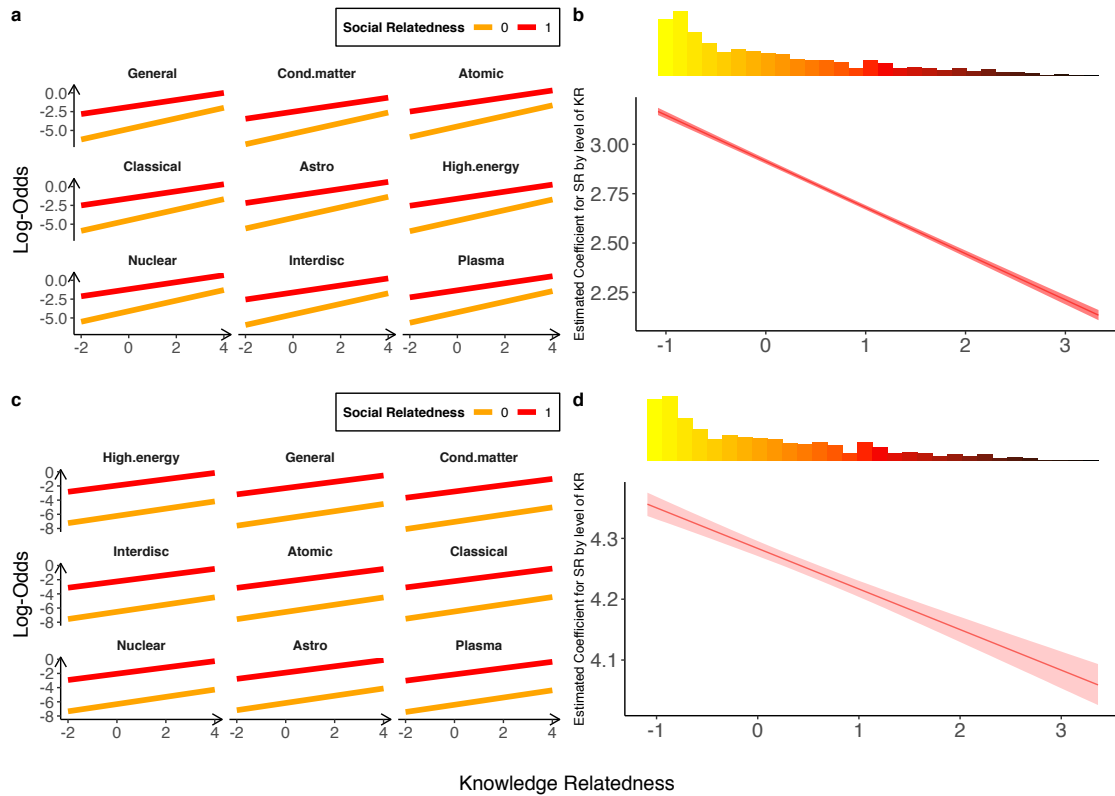 a
Social Relatedness 0 1
General Cond.matter Atomic
0.0
-2.5
-5.0
Classical Astro High.energy
0.0
-2.5
-5.0
Nuclear Interdisc Plasma
0.0
-2.5
-5.0
-2 0 2 4 -2 0 2 4 -2 0 2 4
Log-Odds
b
Estimated Coefficient for SR by level of KR
3.00
2.75
2.50
2.25
-1 0 1 2 3
c
Social Relatedness 0 1
High.energy General Cond.matter
0
-2
-4
-6
-8
Interdisc Atomic Classical
0
-2
-4
-6
-8
Nuclear Astro Plasma
0
-2
-4
-6
-8
-2 0 2 4 -2 0 2 4 -2 0 2 4
Log-Odds
d
Estimated Coefficient for SR by level of KR
4.3
4.2
4.1
-1 0 1 2 3
Knowledge Relatedness